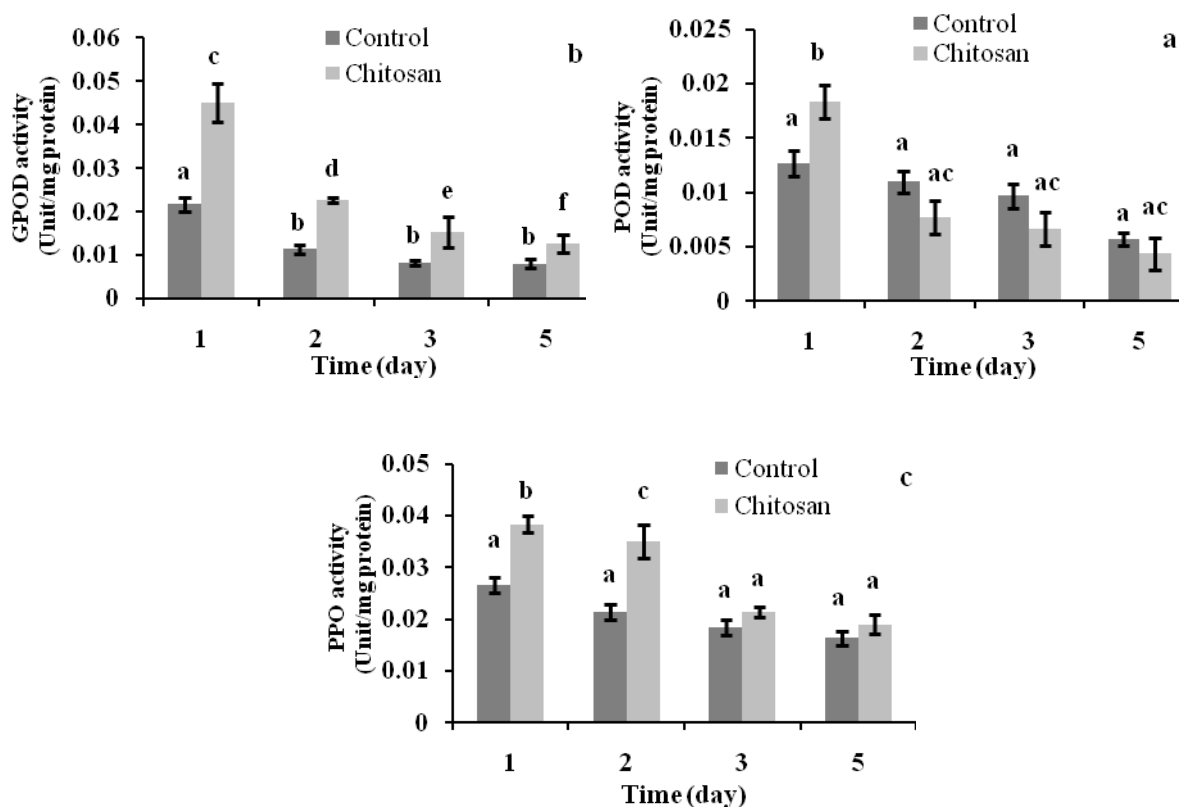 GPOD activity
(Unit/mg protein)
0.06
0.05
0.04
0.03
0.02
0.01
0
Control
Chitosan
b
a
c
b
d
b
e
b
f
1
2
3
5
Time (day)
POD activity
(Unit/mg protein)
0.025
0.02
0.015
0.01
0.005
0
Control
Chitosan
a
a
b
a
ac
a
ac
a
ac
1
2
3
5
Time (day)
PPO activity
(Unit/mg protein)
0.05
0.04
0.03
0.02
0.01
0
Control
Chitosan
c
a
b
a
c
a
a
a
a
1
2
3
5
Time (day)